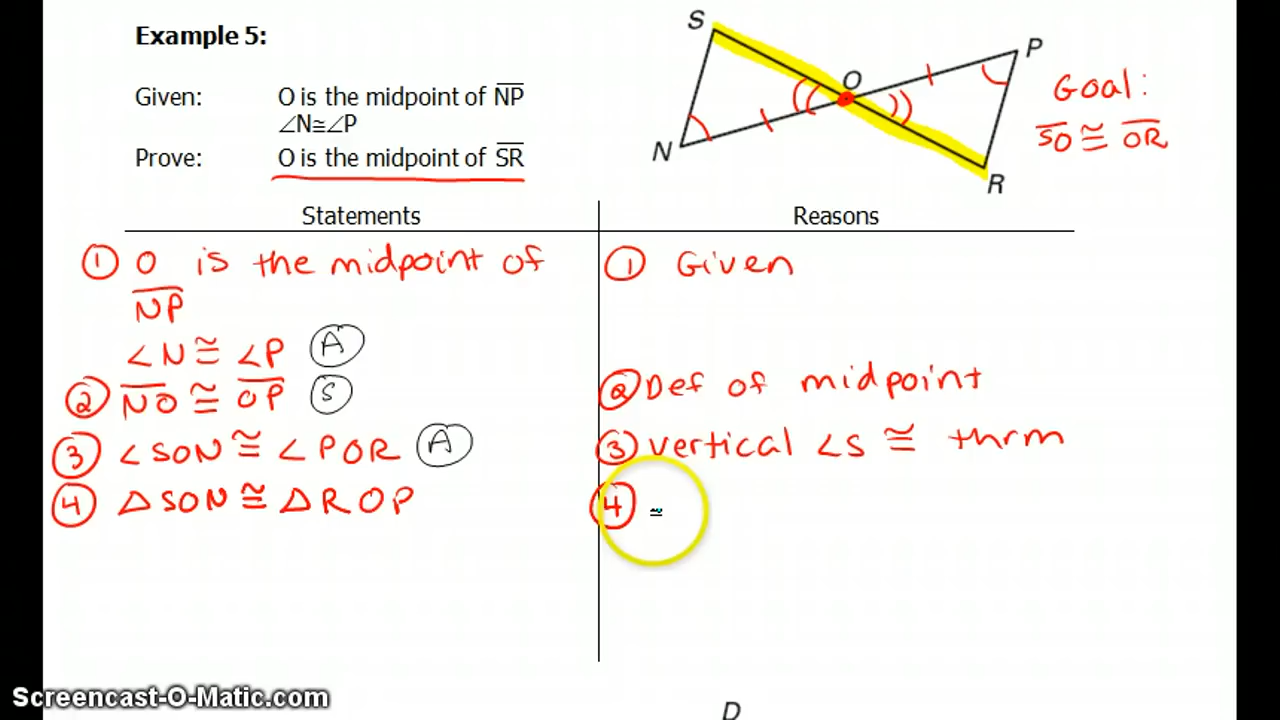 Example 5:
Given: O is the midpoint of NP
∠N≅∠P
Prove: O is the midpoint of SR
S
P
O
N
R
Goal:
SO ≅ OR
Statements Reasons
① O is the midpoint of
NP
∠N ≅ ∠P Ⓐ
② NO ≅ OP Ⓢ
③ ∠SON ≅ ∠POR Ⓐ
④ △SON ≅ △ROP
① Given
② Def of midpoint
③ vertical ∠s ≅ thrm
④ ≅
Screencast-O-Matic.com
D